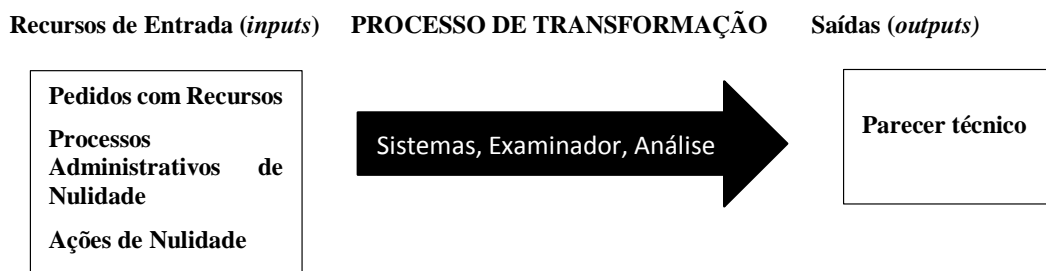 Recursos de Entrada (inputs) PROCESSO DE TRANSFORMAÇÃO Saídas (outputs)
Pedidos com Recursos
Processos
Administrativos de
Nulidade
Ações de Nulidade
Sistemas, Examinador, Análise
Parecer técnico